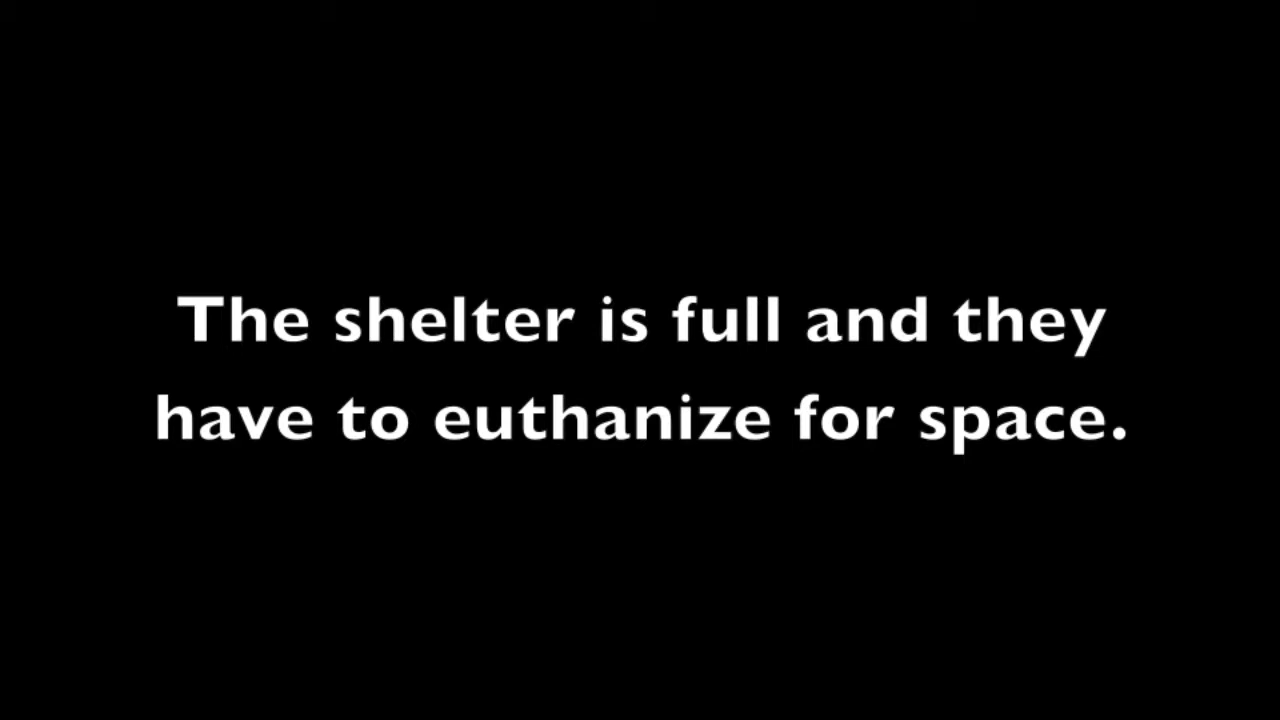 The shelter is full and they
have to euthanize for space.